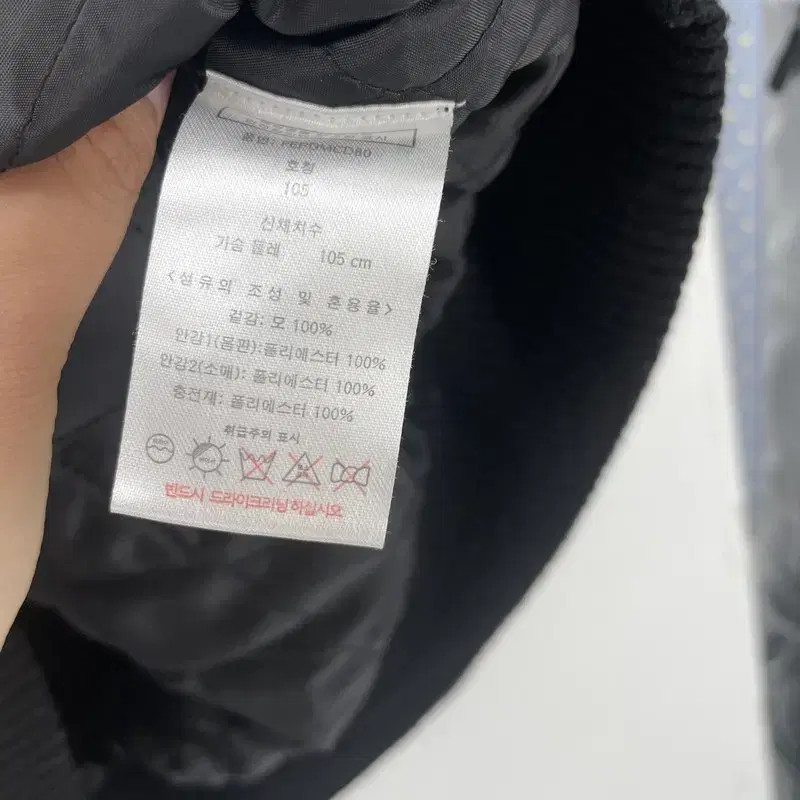 호칭
105
신체치수
가슴 둘레 105 cm
<섬유의 조성 및 혼용율>
겉감: 모 100%
안감1(몸판):폴리에스터 100%
안감2(소매): 폴리에스터 100%
충전재: 폴리에스터 100%
취급주의 표시
반드시 드라이크리닝하십시오